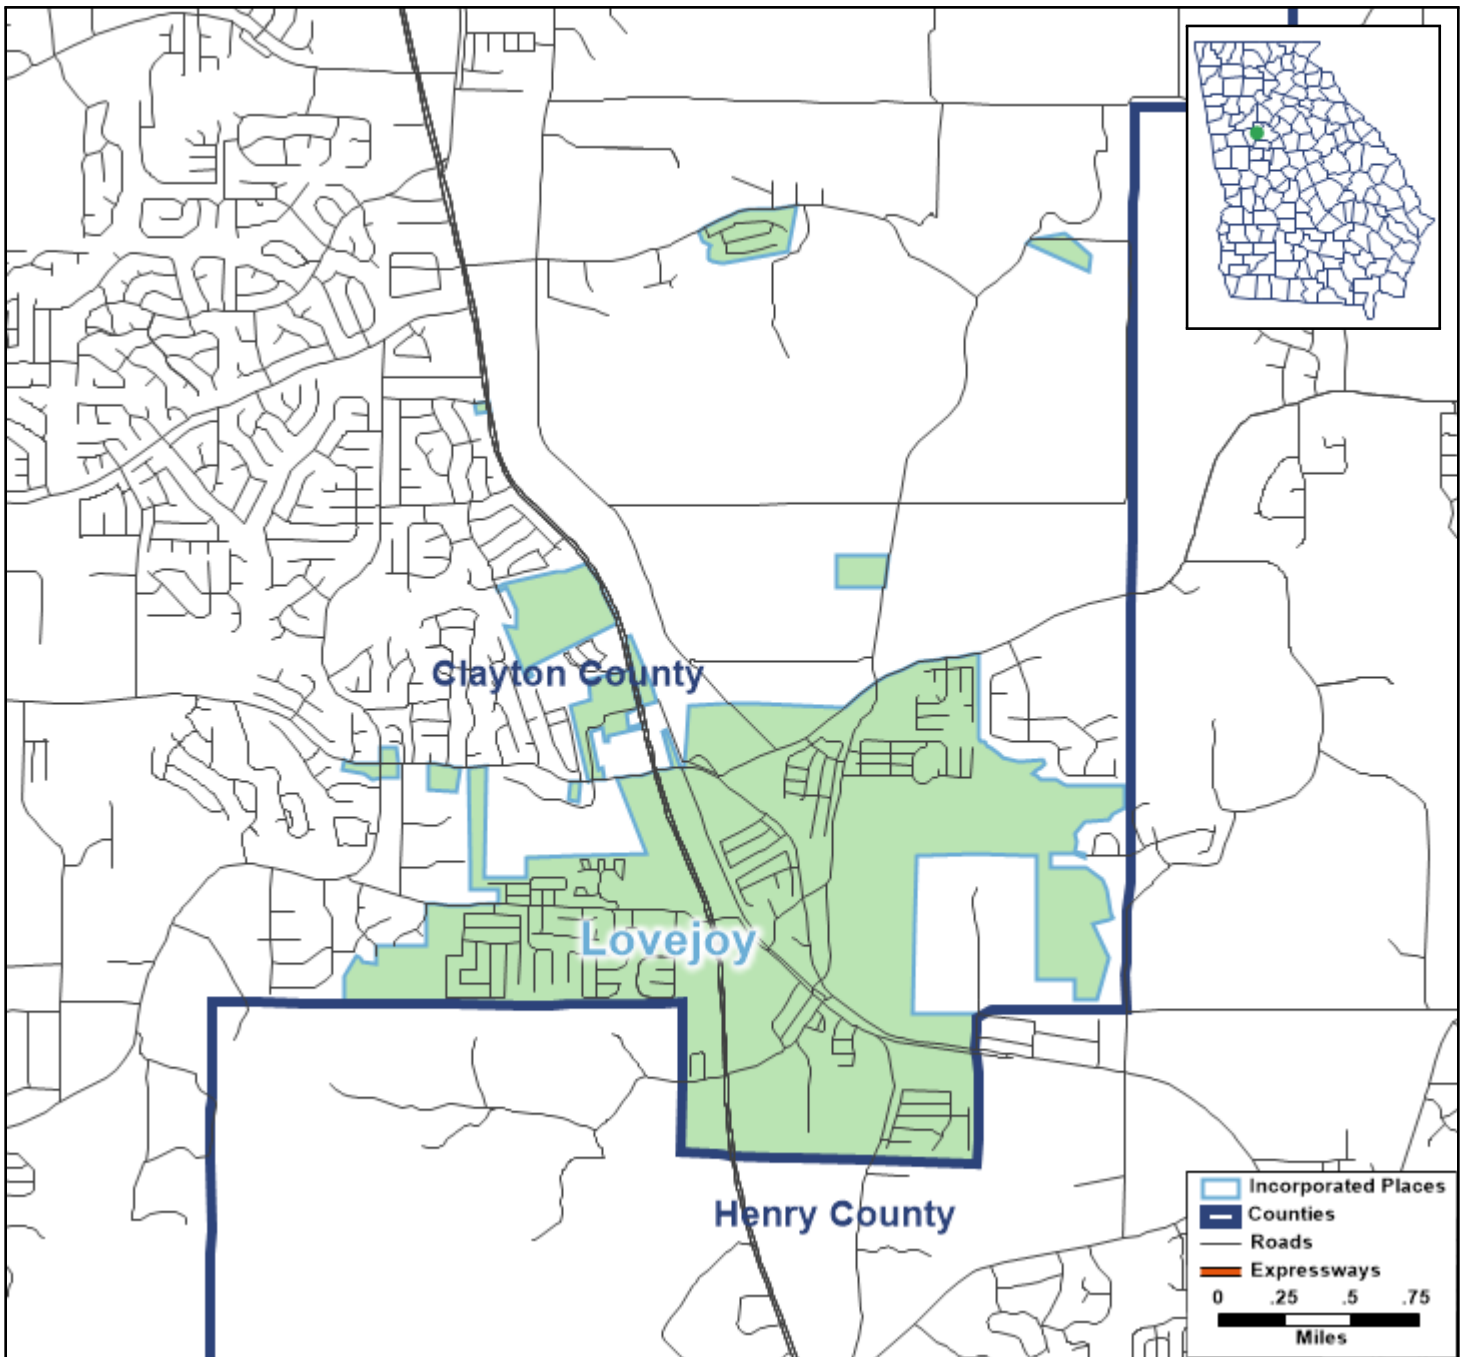 Clayton County
Lovejoy
Henry County
Incorporated Places
Counties
Roads
Expressways
0 .25 .5 .75
Miles